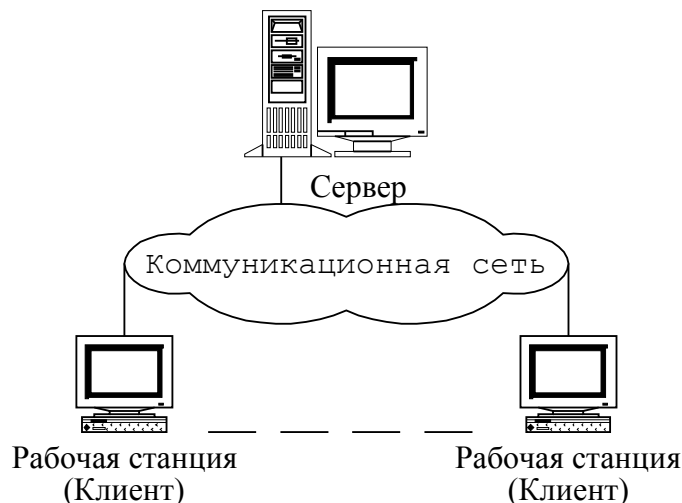 Сервер
Коммуникационная сеть
Рабочая станция
(Клиент)
Рабочая станция
(Клиент)